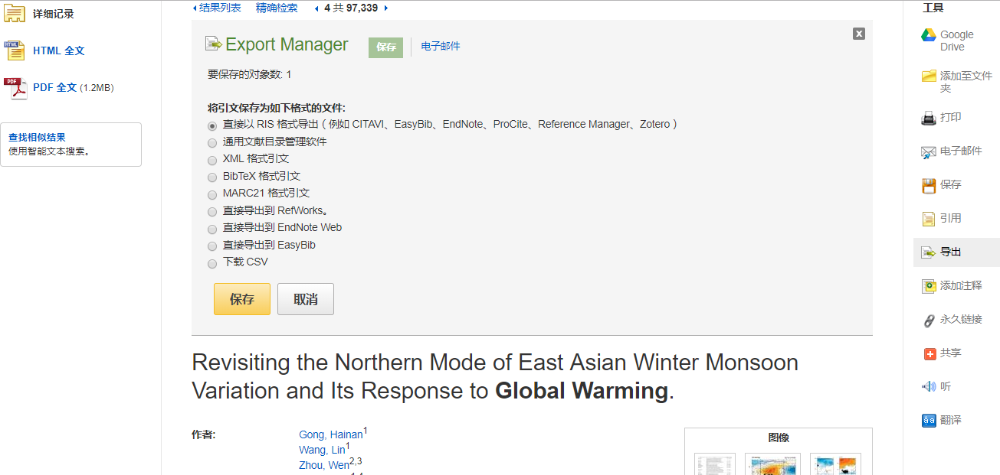 详细记录
HTML 全文
PDF 全文 (1.2MB)
查找相似结果
使用智能文本搜索。
结果列表 精确检索 4 共 97,339
Export Manager 保存 电子邮件
要保存的对象数: 1
将引文保存为如下格式的文件:
直接以 RIS 格式导出 ( 例如 CITAVI、EasyBib、EndNote、ProCite、Reference Manager、Zotero )
通用文献目录管理软件
XML 格式引文
BibTeX 格式引文
MARC21 格式引文
直接导出到 RefWorks。
直接导出到 EndNote Web
直接导出到 EasyBib
下载 CSV
保存 取消
Revisiting the Northern Mode of East Asian Winter Monsoon
Variation and Its Response to Global Warming.
作者:
Gong, Hainan1
Wang, Lin1
Zhou, Wen2,3
图像
工具
Google
Drive
添加至文件
夹
打印
电子邮件
保存
引用
导出
添加注释
永久链接
共享
听
翻译